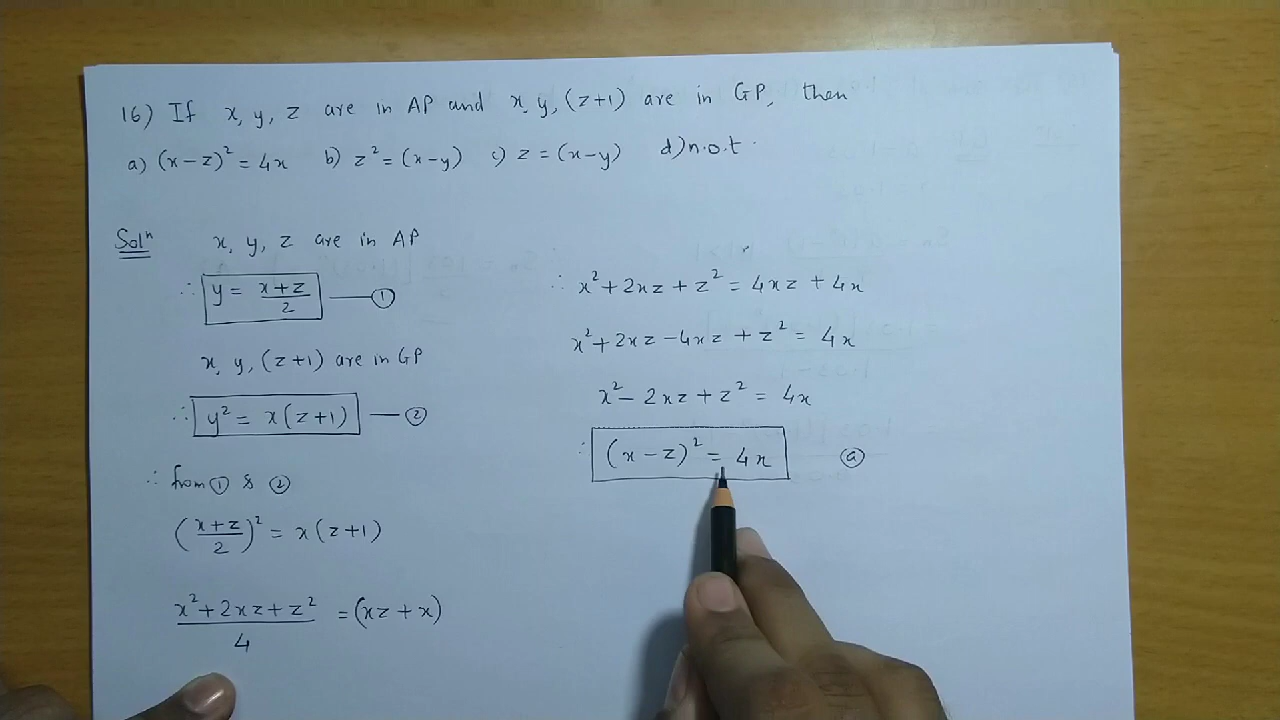 16) If x, y, z are in AP and x, y, (z+1) are in GP, then
a) (x-z)² = 4x b) z² = (x-y) c) z = (x-y) d) n.o.t.
Solⁿ x, y, z are in AP
∴ y = x+z/2 —— ①
x, y, (z+1) are in GP
∴ y² = x(z+1) — ②
∴ from ① & ②
(x+z/2)² = x(z+1)
x²+2xz+z²/4 = (xz+x)
∴ x²+2xz+z² = 4xz+4x
x²+2xz-4xz+z² = 4x
x²-2xz+z² = 4x
∴ (x-z)² = 4x ⓐ